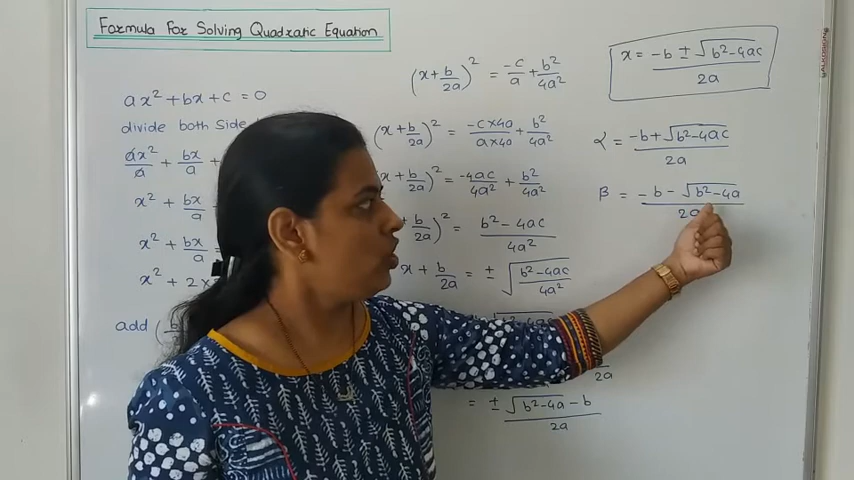 Formula For Solving Quadratic Equation
ax² + bx + c = 0
divide both Side
ax²/a + bx/a +
x² + bx/a
x² + bx/a
x² + 2x
add (b
(x + b/2a)² = -c/a + b²/4a²
(x + b/2a)² = -c×4a/a×4a + b²/4a²
x + b/2a)² = -4ac/4a² + b²/4a²
+ b/2a)² = b² - 4ac/4a²
x + b/2a = ± √b²-4ac/4a²
2a
= ± √b²-4a - b/2a
x = -b ± √b²-4ac/2a
α = -b + √b²-4ac/2a
β = -b - √b²-4a/2a